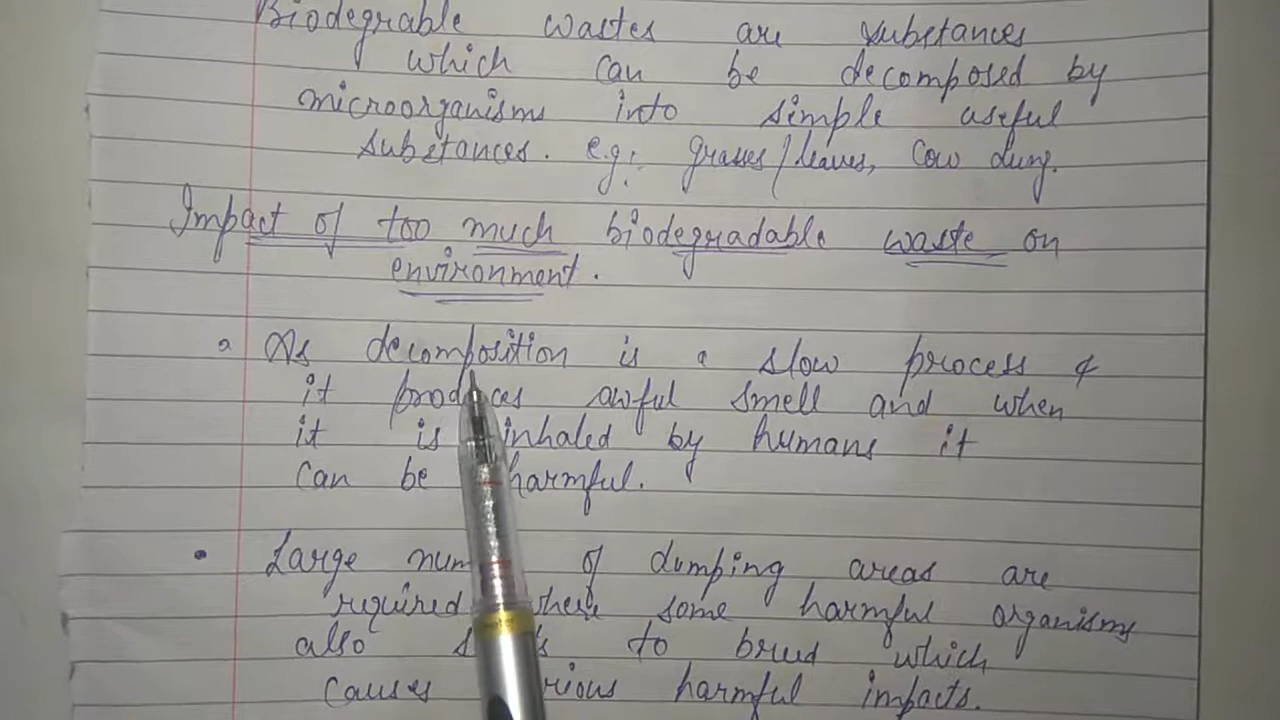 Biodegrable wastes are substances
which can be decomposed by
microorganisms into simple useful
substances. e.g:. grasses/leaves, Cow dung.
Impact of too much biodegradable waste on
environment.
As decomposition is a slow process &
it produces awful smell and when
it is inhaled by humans it
can be harmful.
• Large num of dumping areas are
required where some harmful organisms
also to breed which
causes harmful impacts.